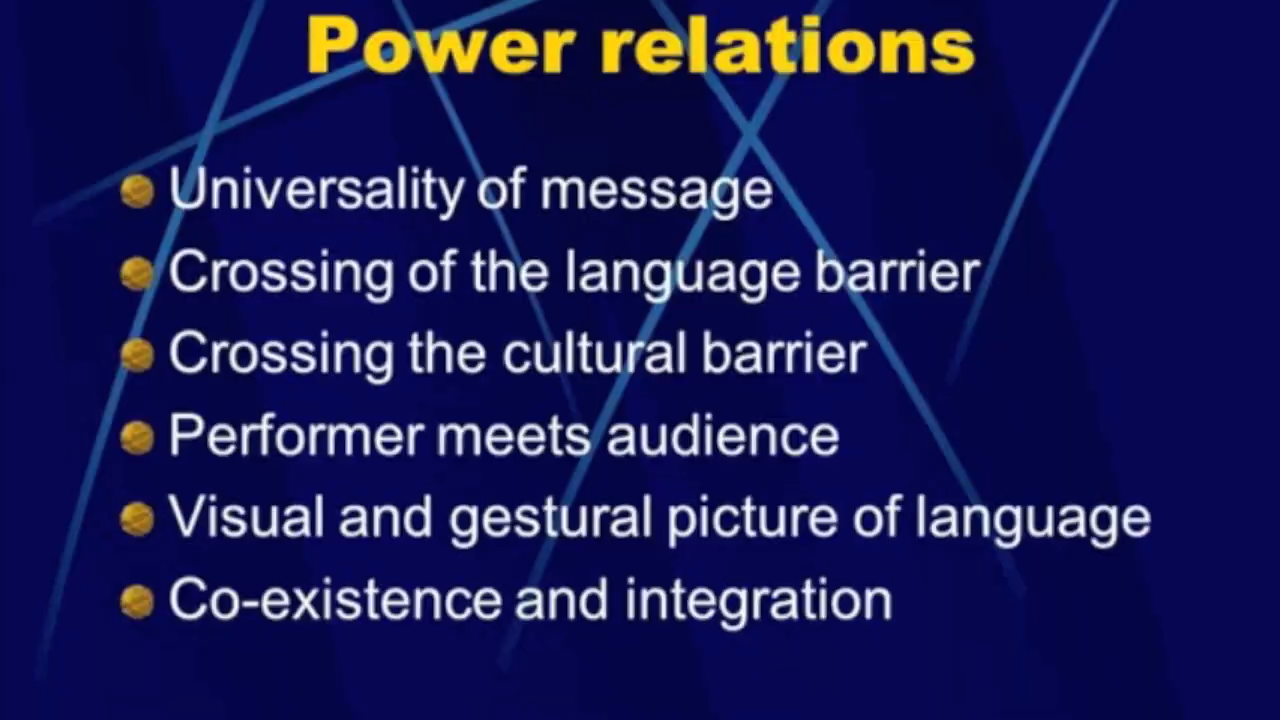 Power relations
Universality of message
Crossing of the language barrier
Crossing the cultural barrier
Performer meets audience
Visual and gestural picture of language
Co-existence and integration